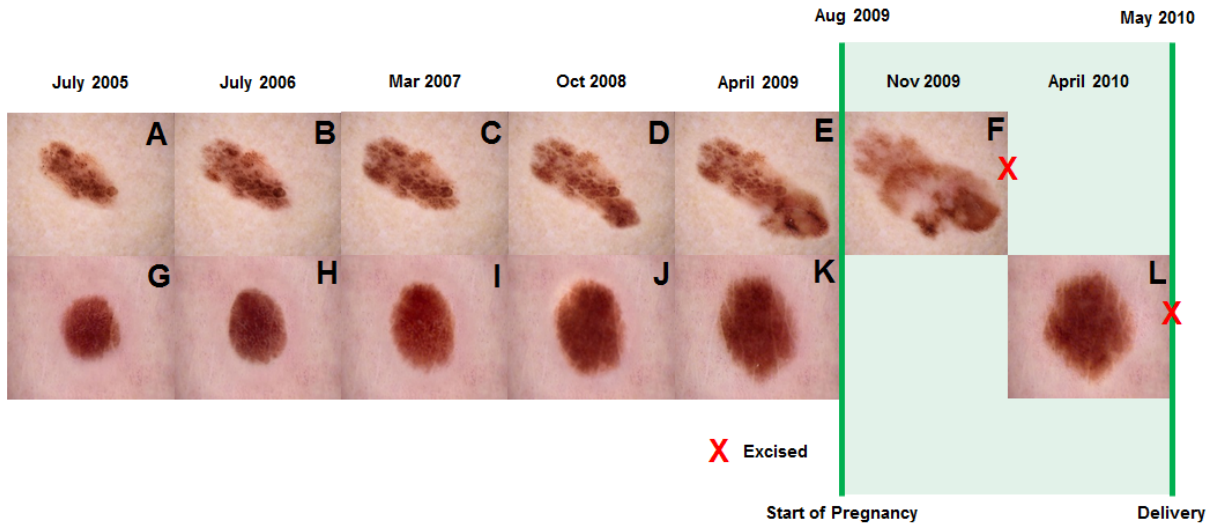 Aug 2009 May 2010
July 2005 July 2006 Mar 2007 Oct 2008 April 2009 Nov 2009 April 2010
A B C D E F X
G H I J K L X
X Excised
Start of Pregnancy Delivery